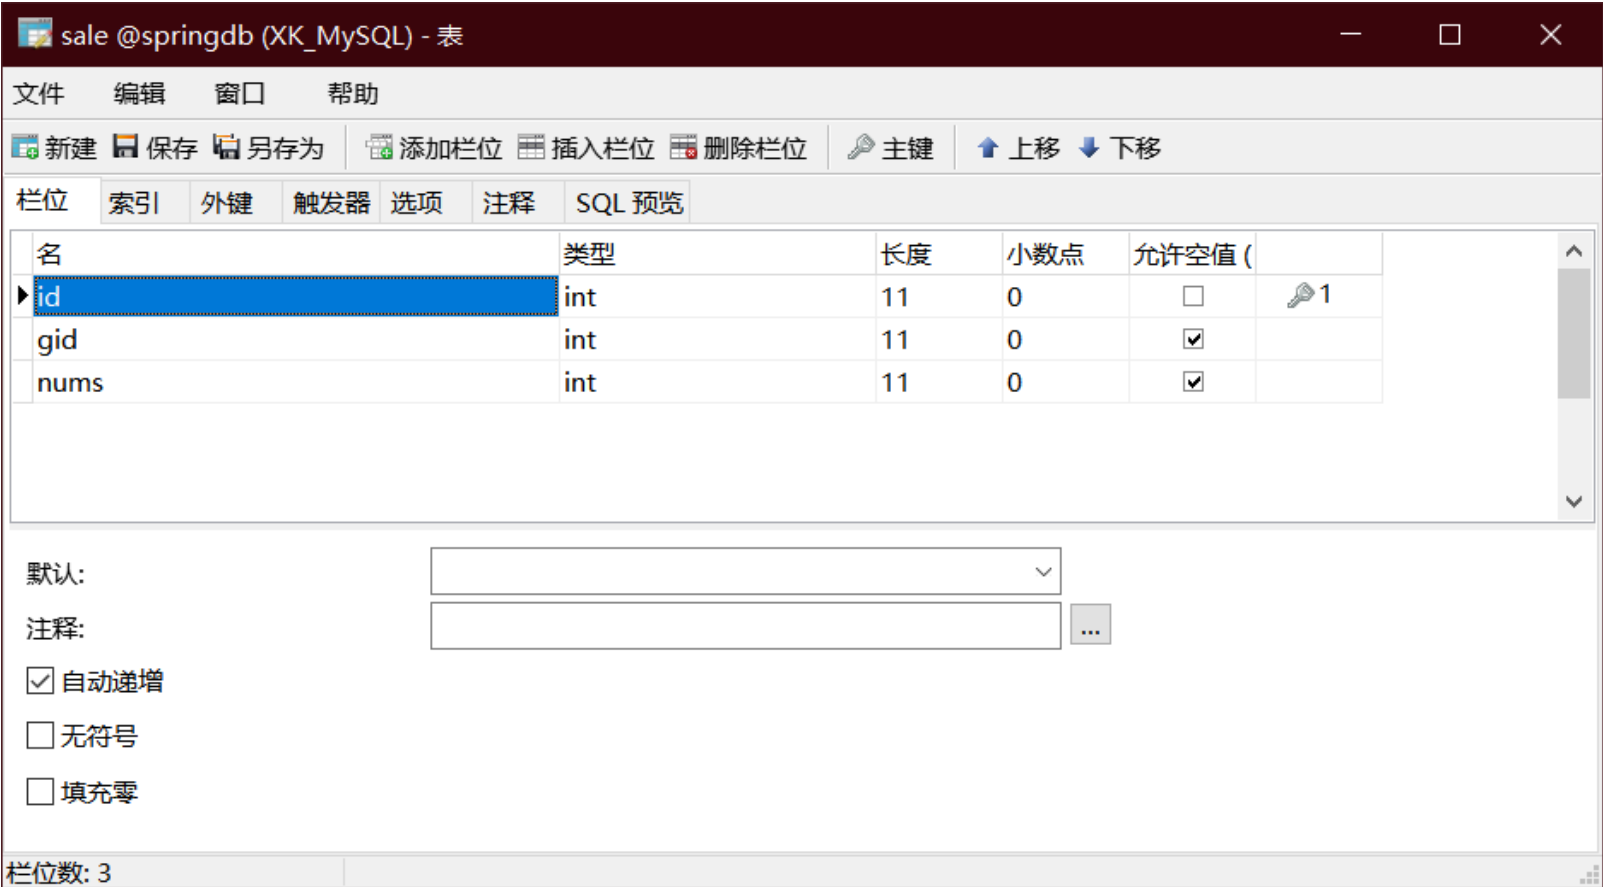 sale @springdb (XK_MySQL) - 表
文件 编辑 窗口 帮助
新建 保存 另存为 添加栏位 插入栏位 删除栏位 主键 上移 下移
栏位 索引 外键 触发器 选项 注释 SQL 预览
名 类型 长度 小数点 允许空值 (
id int 11 0 1
gid int 11 0
nums int 11 0
默认:
注释:
...
自动递增
无符号
填充零
栏位数: 3